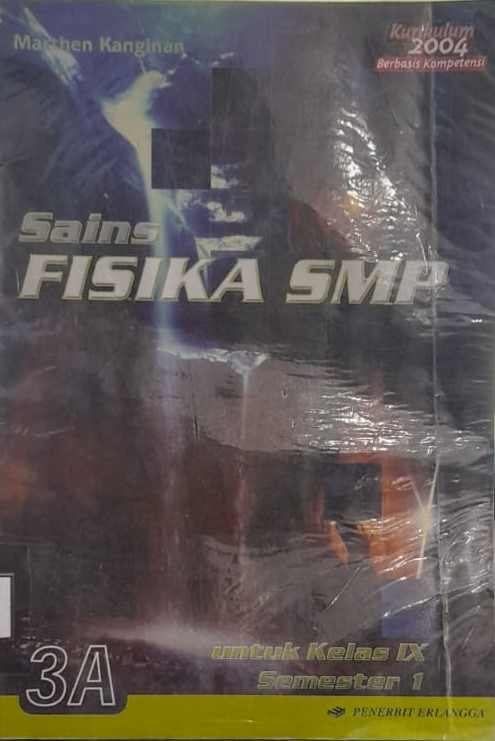 Marthen Kanginan
Kurikulum
2004
Berbasis Kompetensi
Sains
FISIKA SMP
untuk Kelas IX
Semester 1
3A
PENERBIT ERLANGGA